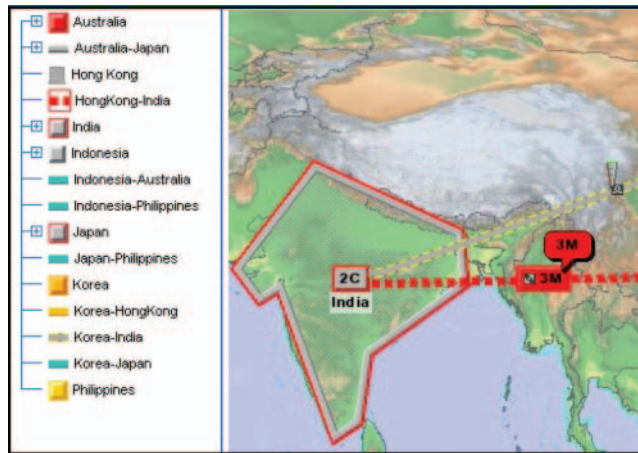 Australia
Australia-Japan
Hong Kong
HongKong-India
India
Indonesia
Indonesia-Australia
Indonesia-Philippines
Japan
Japan-Philippines
Korea
Korea-HongKong
Korea-India
Korea-Japan
Philippines
3M
2C
3M
India